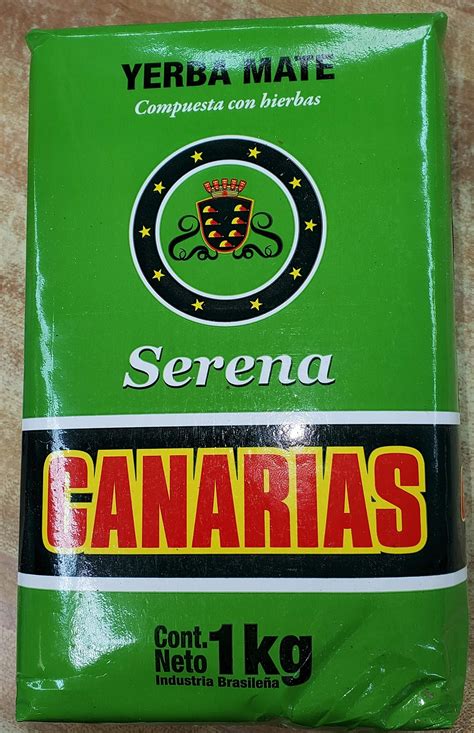 YERBA MATE
Compuesta con hierbas
Serena
CANARIAS
Cont.
Neto 1kg
Industria Brasileña